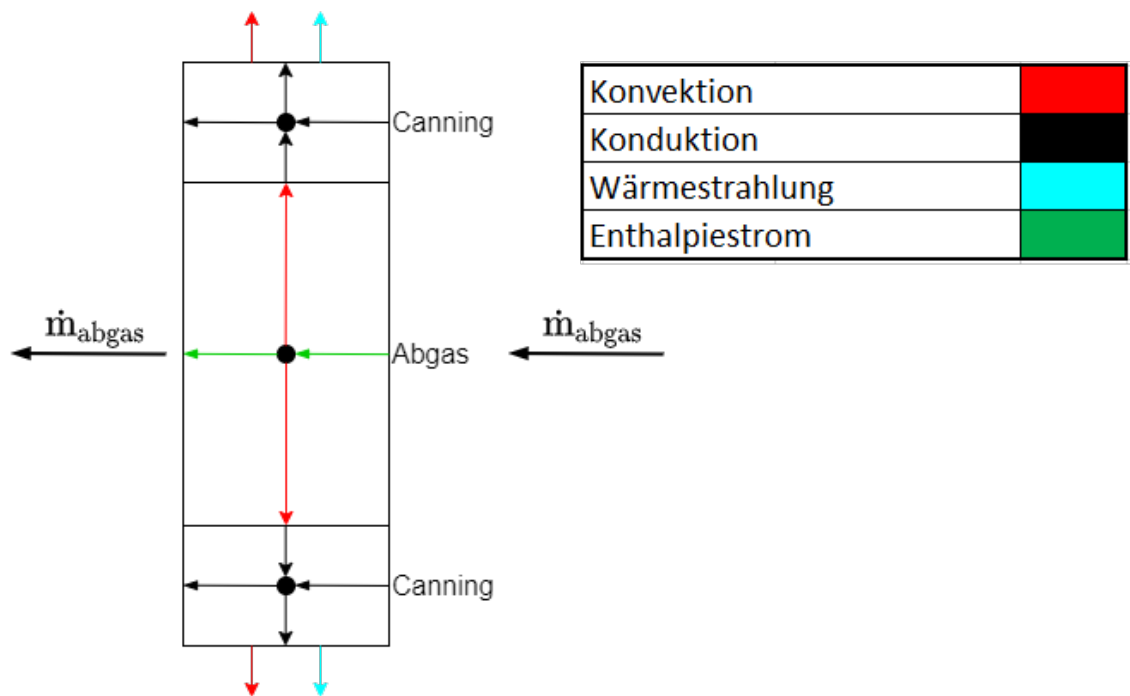 Canning
Konvektion
Konduktion
Wärmestrahlung
Enthalpiestrom
ṁabgas
Abgas
ṁabgas
Canning